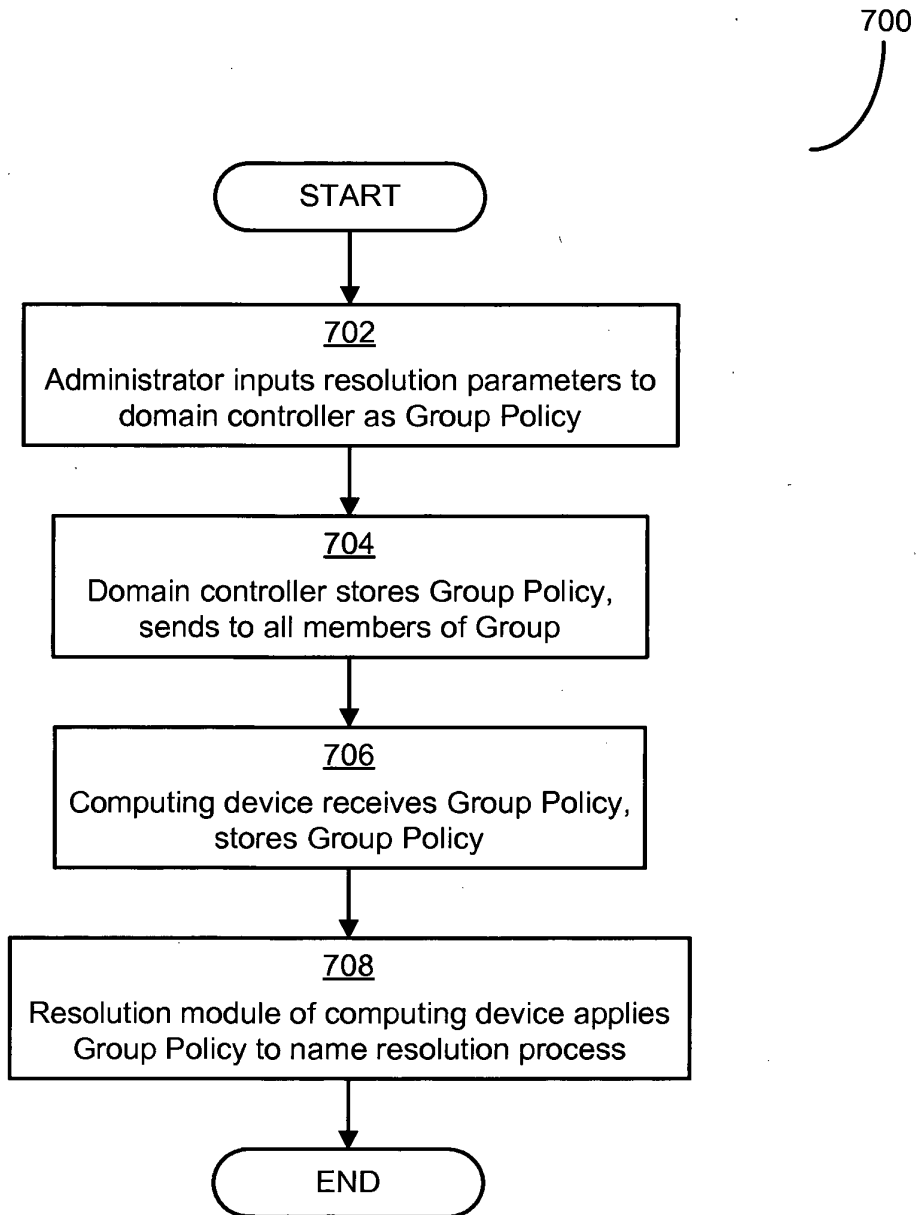 700
START
702
Administrator inputs resolution parameters to
domain controller as Group Policy
704
Domain controller stores Group Policy,
sends to all members of Group
706
Computing device receives Group Policy,
stores Group Policy
708
Resolution module of computing device applies
Group Policy to name resolution process
END